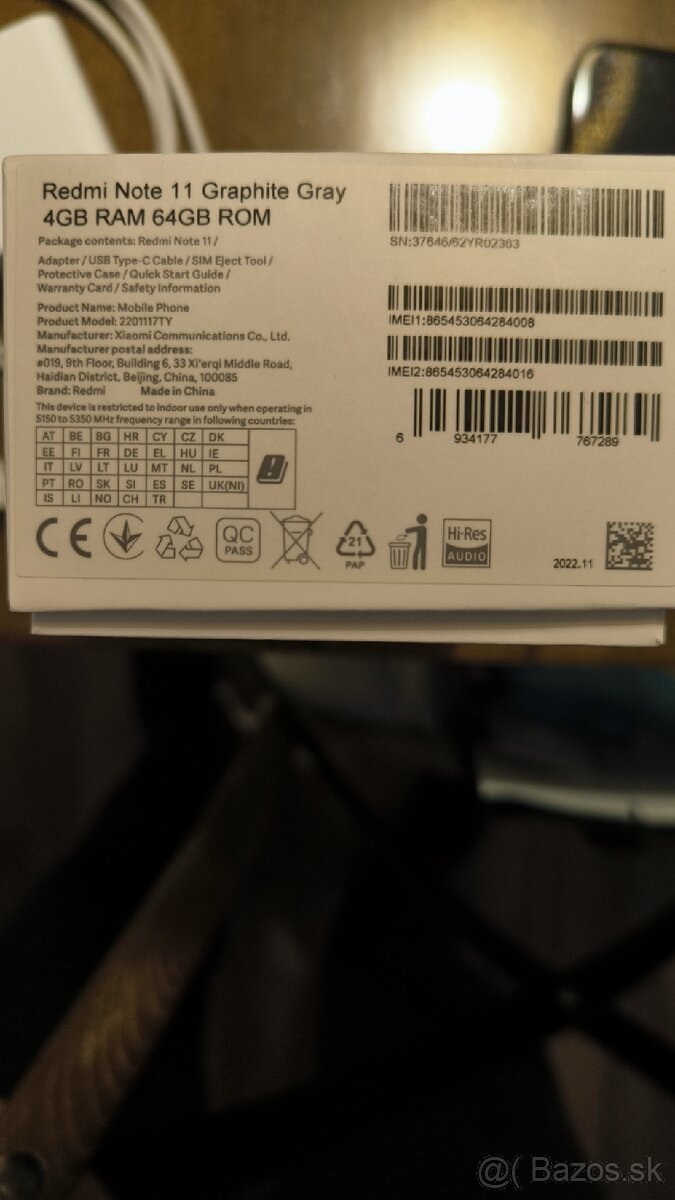 Redmi Note 11 Graphite Gray
4GB RAM 64GB ROM
Package contents: Redmi Note 11 /
Adapter / USB Type-C Cable / SIM Eject Tool /
Protective Case / Quick Start Guide /
Warranty Card / Safety Information
Product Name: Mobile Phone
Product Model: 2201117TY
Manufacturer: Xiaomi Communications Co., Ltd.
Manufacturer postal address:
#019, 9th Floor, Building 6, 33 Xi'erqi Middle Road,
Haidian District, Beijing, China, 100085
Brand: Redmi Made in China
This device is restricted to indoor use only when operating in
5150 to 5350 MHz frequency range in following countries:
AT BE BG HR CY CZ DK
EE FI FR DE EL HU IE
IT LV LT LU MT NL PL
PT RO SK SI ES SE UK(NI)
IS LI NO CH TR
CE
QC
PASS
21
PAP
Hi-Res
AUDIO
SN:37646/62YR02363
IMEI1:865453064284008
IMEI2:865453064284016
6 934177 767289
2022.11
@( Bazos.sk